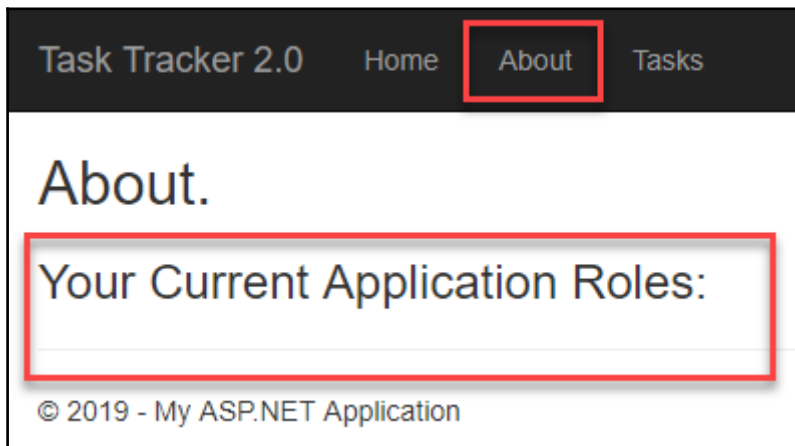 Task Tracker 2.0 Home About Tasks
About.
Your Current Application Roles:
© 2019 - My ASP.NET Application